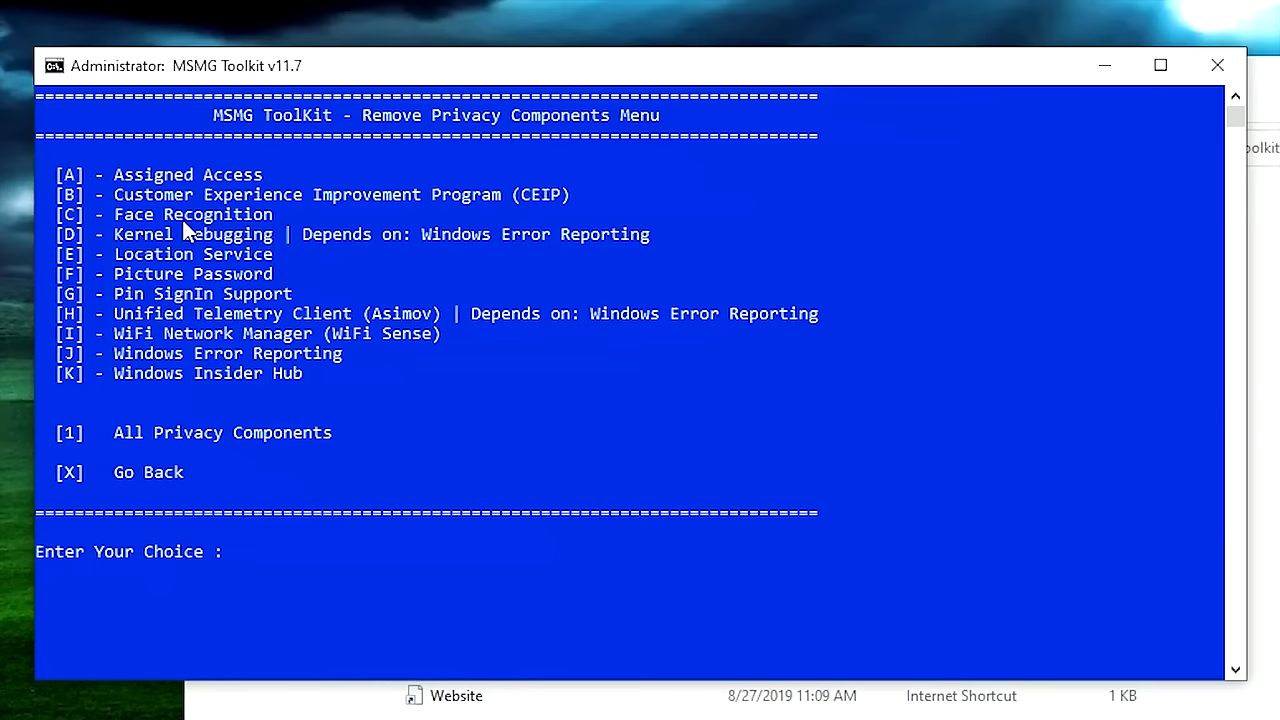 Administrator:  MSMG Toolkit v11.7
===============================================================================
MSMG ToolKit - Remove Privacy Components Menu
===============================================================================
[A] - Assigned Access
[B] - Customer Experience Improvement Program (CEIP)
[C] - Face Recognition
[D] - Kernel Debugging | Depends on: Windows Error Reporting
[E] - Location Service
[F] - Picture Password
[G] - Pin SignIn Support
[H] - Unified Telemetry Client (Asimov) | Depends on: Windows Error Reporting
[I] - WiFi Network Manager (WiFi Sense)
[J] - Windows Error Reporting
[K] - Windows Insider Hub
[1]   All Privacy Components
[X]   Go Back
===============================================================================
Enter Your Choice :
oolkit
Website 8/27/2019 11:09 AM Internet Shortcut 1 KB